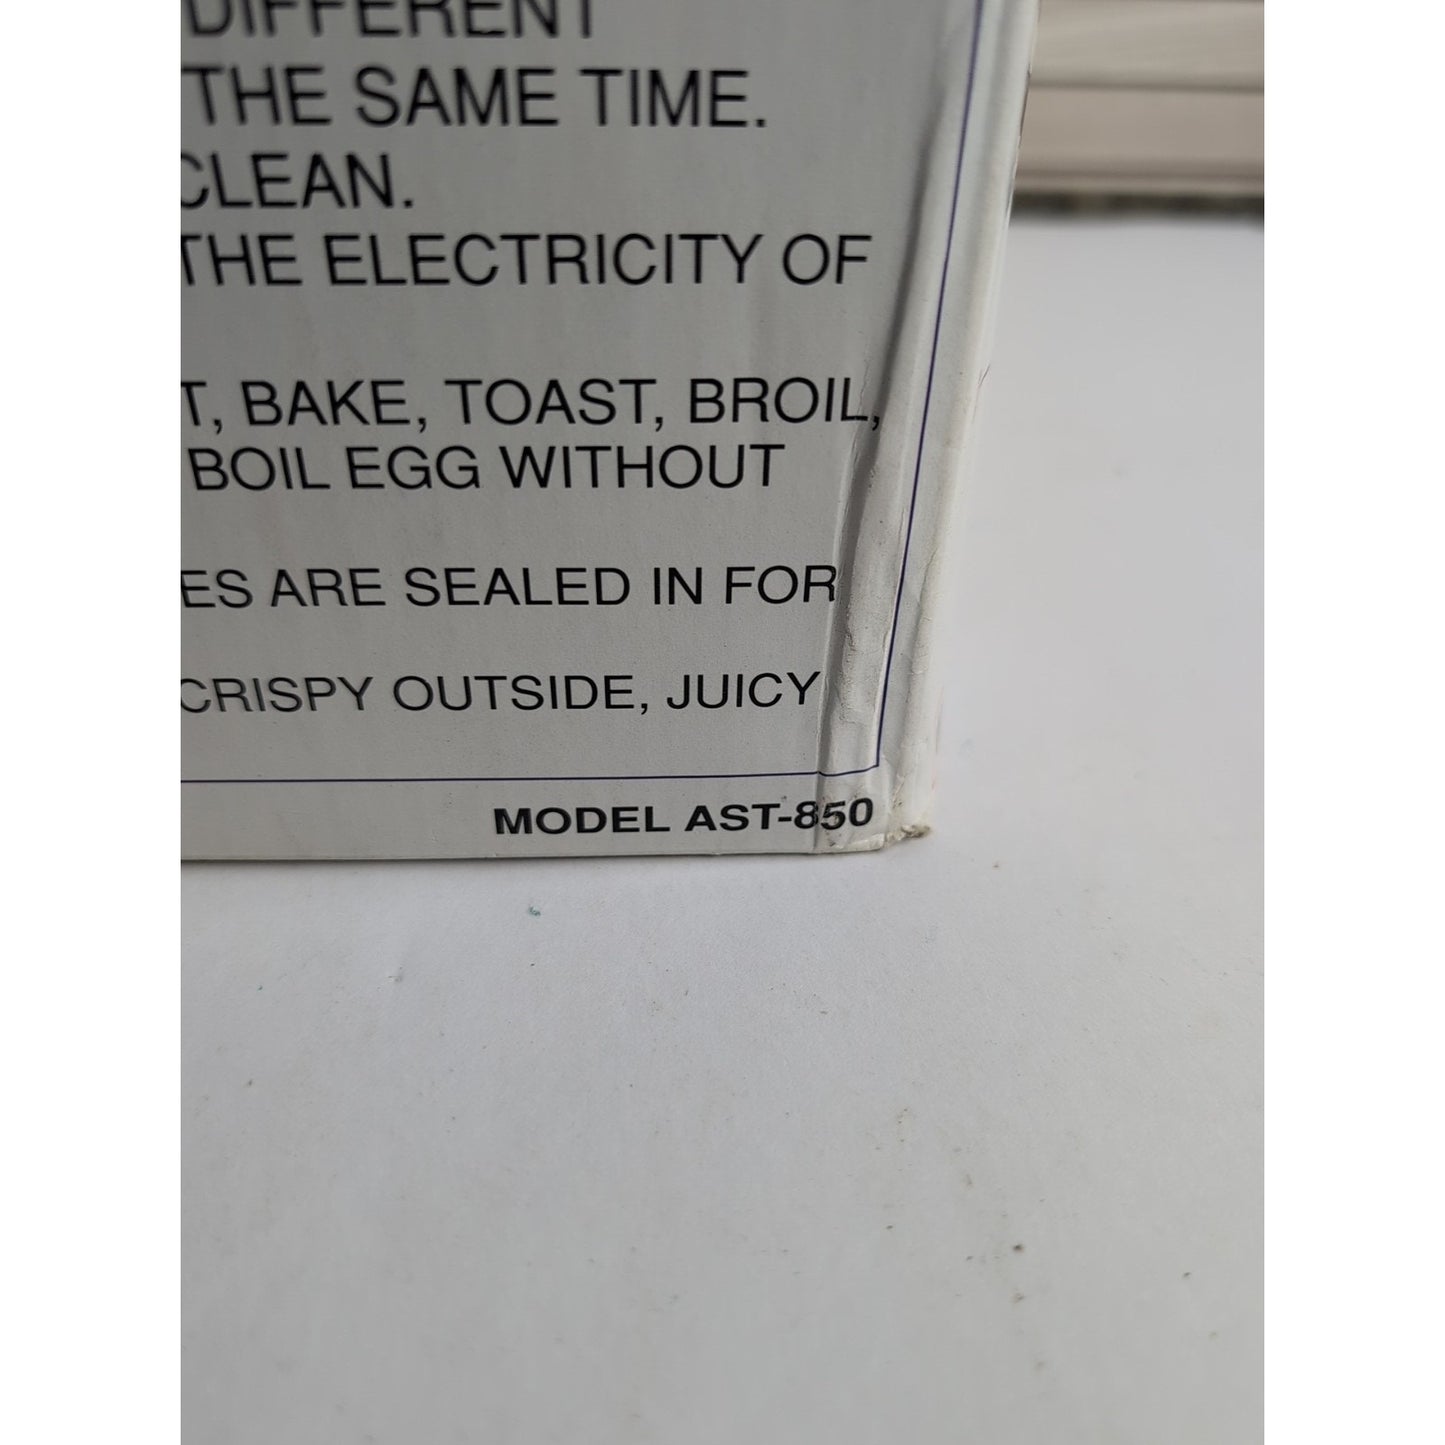 DIFFERENT
THE SAME TIME.
CLEAN.
THE ELECTRICITY OF
T, BAKE, TOAST, BROIL,
BOIL EGG WITHOUT
ES ARE SEALED IN FOR
CRISPY OUTSIDE, JUICY
MODEL AST-850